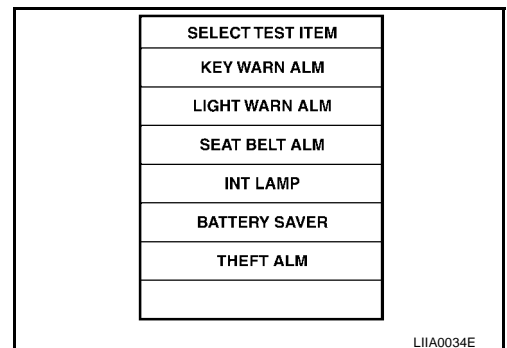 SELECT TEST ITEM
KEY WARN ALM
LIGHT WARN ALM
SEAT BELT ALM
INT LAMP
BATTERY SAVER
THEFT ALM
LIIA0034E